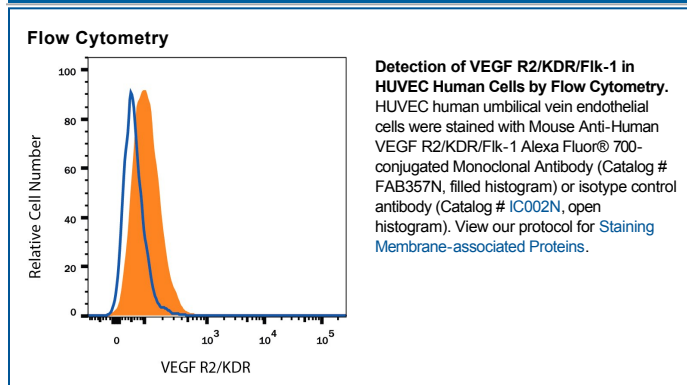 Flow Cytometry
100
80
60
40
20
0
Relative Cell Number
0
10³
10⁴
10⁵
VEGF R2/KDR
Detection of VEGF R2/KDR/Flk-1 in
HUVEC Human Cells by Flow Cytometry.
HUVEC human umbilical vein endothelial
cells were stained with Mouse Anti-Human
VEGF R2/KDR/Flk-1 Alexa Fluor® 700-
conjugated Monoclonal Antibody (Catalog #
FAB357N, filled histogram) or isotype control
antibody (Catalog # IC002N, open
histogram). View our protocol for Staining
Membrane-associated Proteins.